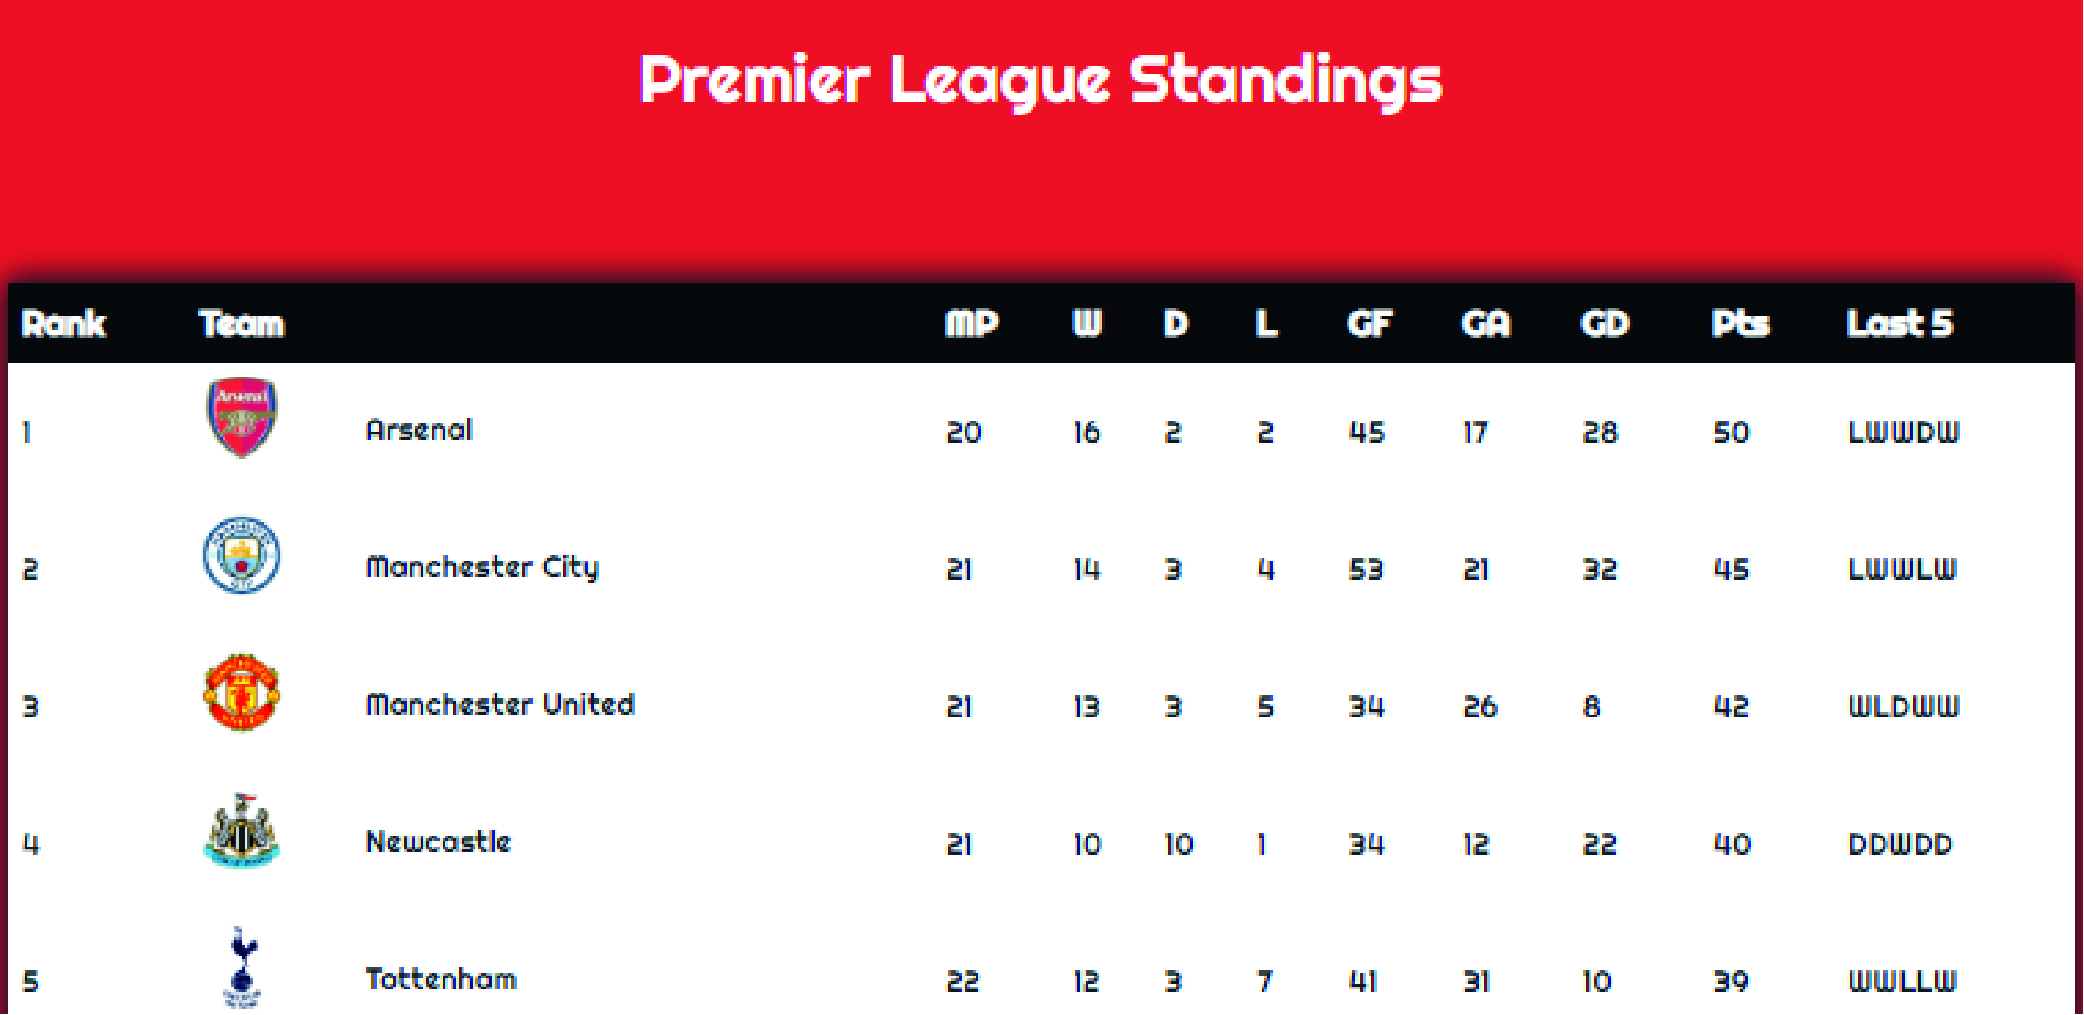 Premier League Standings
Rank Team MP W D L GF GA GD Pts Last 5
Arsenal
1 Arsenal 20 16 2 2 45 17 28 50 LWWDW
2 Manchester City 21 14 3 4 53 21 32 45 LWWLW
3 Manchester United 21 13 3 5 34 26 8 42 WLDWW
4 Newcastle 21 10 10 1 34 12 22 40 DDWDD
5 Tottenham 22 12 3 7 41 31 10 39 WWLLW